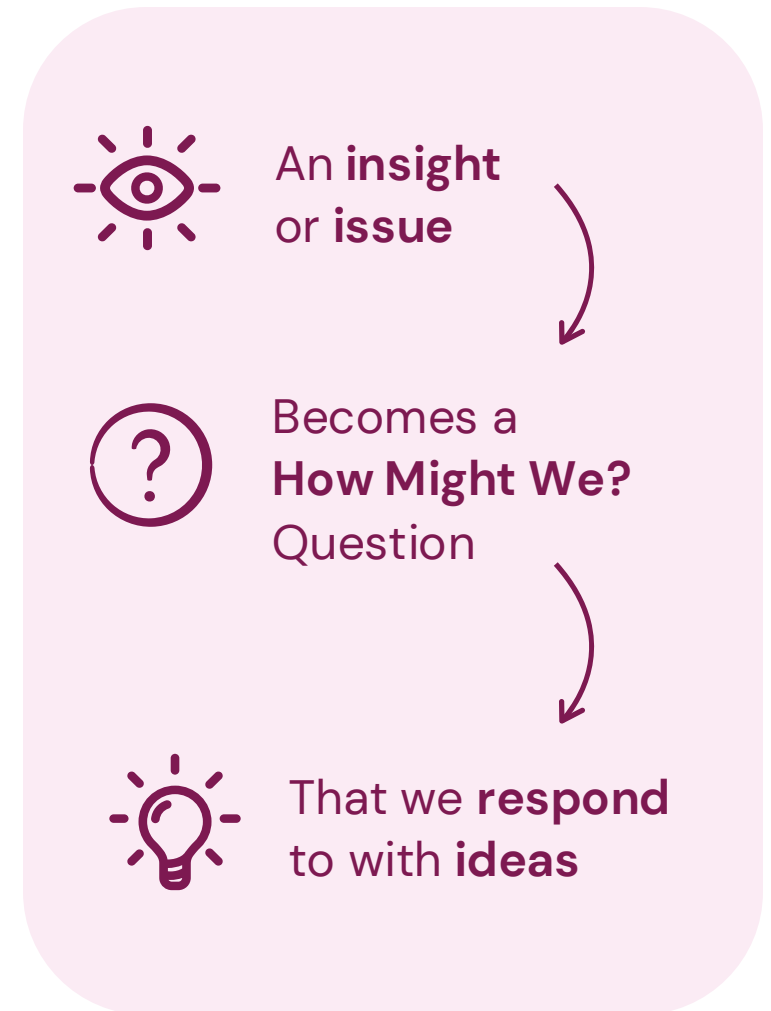 An insight
or issue
Becomes a
How Might We?
Question
That we respond
to with ideas